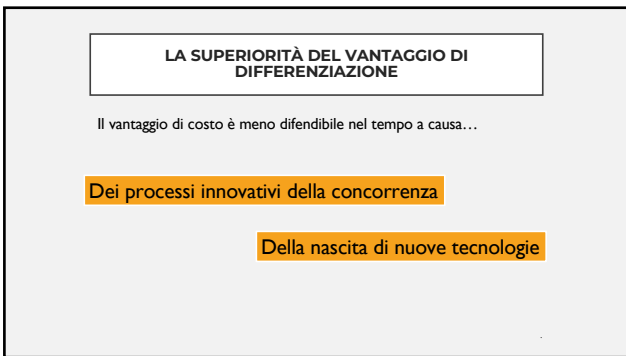 LA SUPERIORITÀ DEL VANTAGGIO DI
DIFFERENZIAZIONE
Il vantaggio di costo è meno difendibile nel tempo a causa…
Dei processi innovativi della concorrenza
Della nascita di nuove tecnologie
.